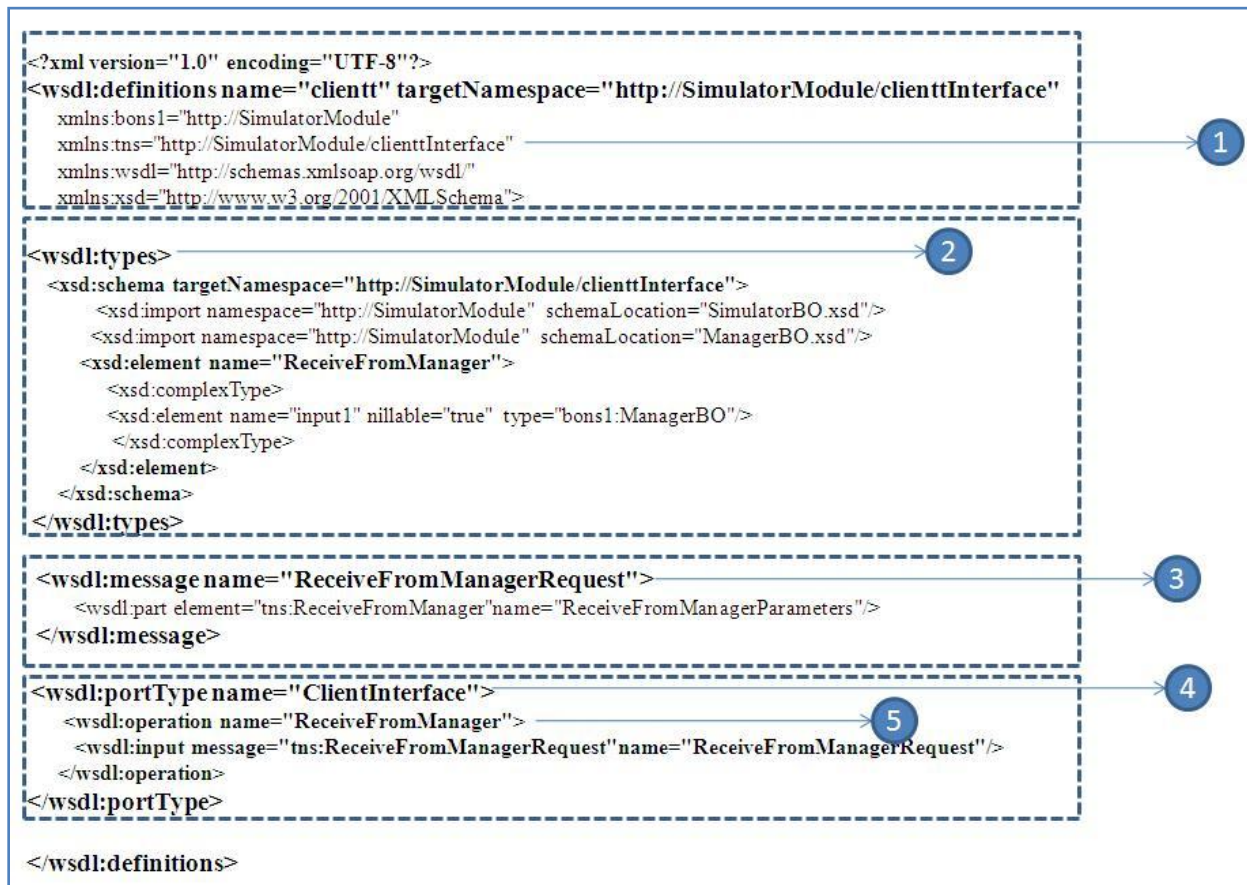 <?xml version="1.0" encoding="UTF-8"?>
<wsdl:definitions name="clientt" targetNamespace="http://SimulatorModule/clienttInterface"
xmlns:bons1="http://SimulatorModule"
xmlns:tns="http://SimulatorModule/clienttInterface" 1
xmlns:wsdl="http://schemas.xmlsoap.org/wsdl/"
xmlns:xsd="http://www.w3.org/2001/XMLSchema">
<wsdl:types> 2
<xsd:schema targetNamespace="http://SimulatorModule/clienttInterface">
<xsd:import namespace="http://SimulatorModule" schemaLocation="SimulatorBO.xsd"/>
<xsd:import namespace="http://SimulatorModule" schemaLocation="ManagerBO.xsd"/>
<xsd:element name="ReceiveFromManager">
<xsd:complexType>
<xsd:element name="input1" nillable="true" type="bons1:ManagerBO"/>
</xsd:complexType>
</xsd:element>
</xsd:schema>
</wsdl:types>
<wsdl:message name="ReceiveFromManagerRequest"> 3
<wsdl:part element="tns:ReceiveFromManager"name="ReceiveFromManagerParameters"/>
</wsdl:message>
<wsdl:portType name="ClientInterface"> 4
<wsdl:operation name="ReceiveFromManager"> 5
<wsdl:input message="tns:ReceiveFromManagerRequest"name="ReceiveFromManagerRequest"/>
</wsdl:operation>
</wsdl:portType>
</wsdl:definitions>